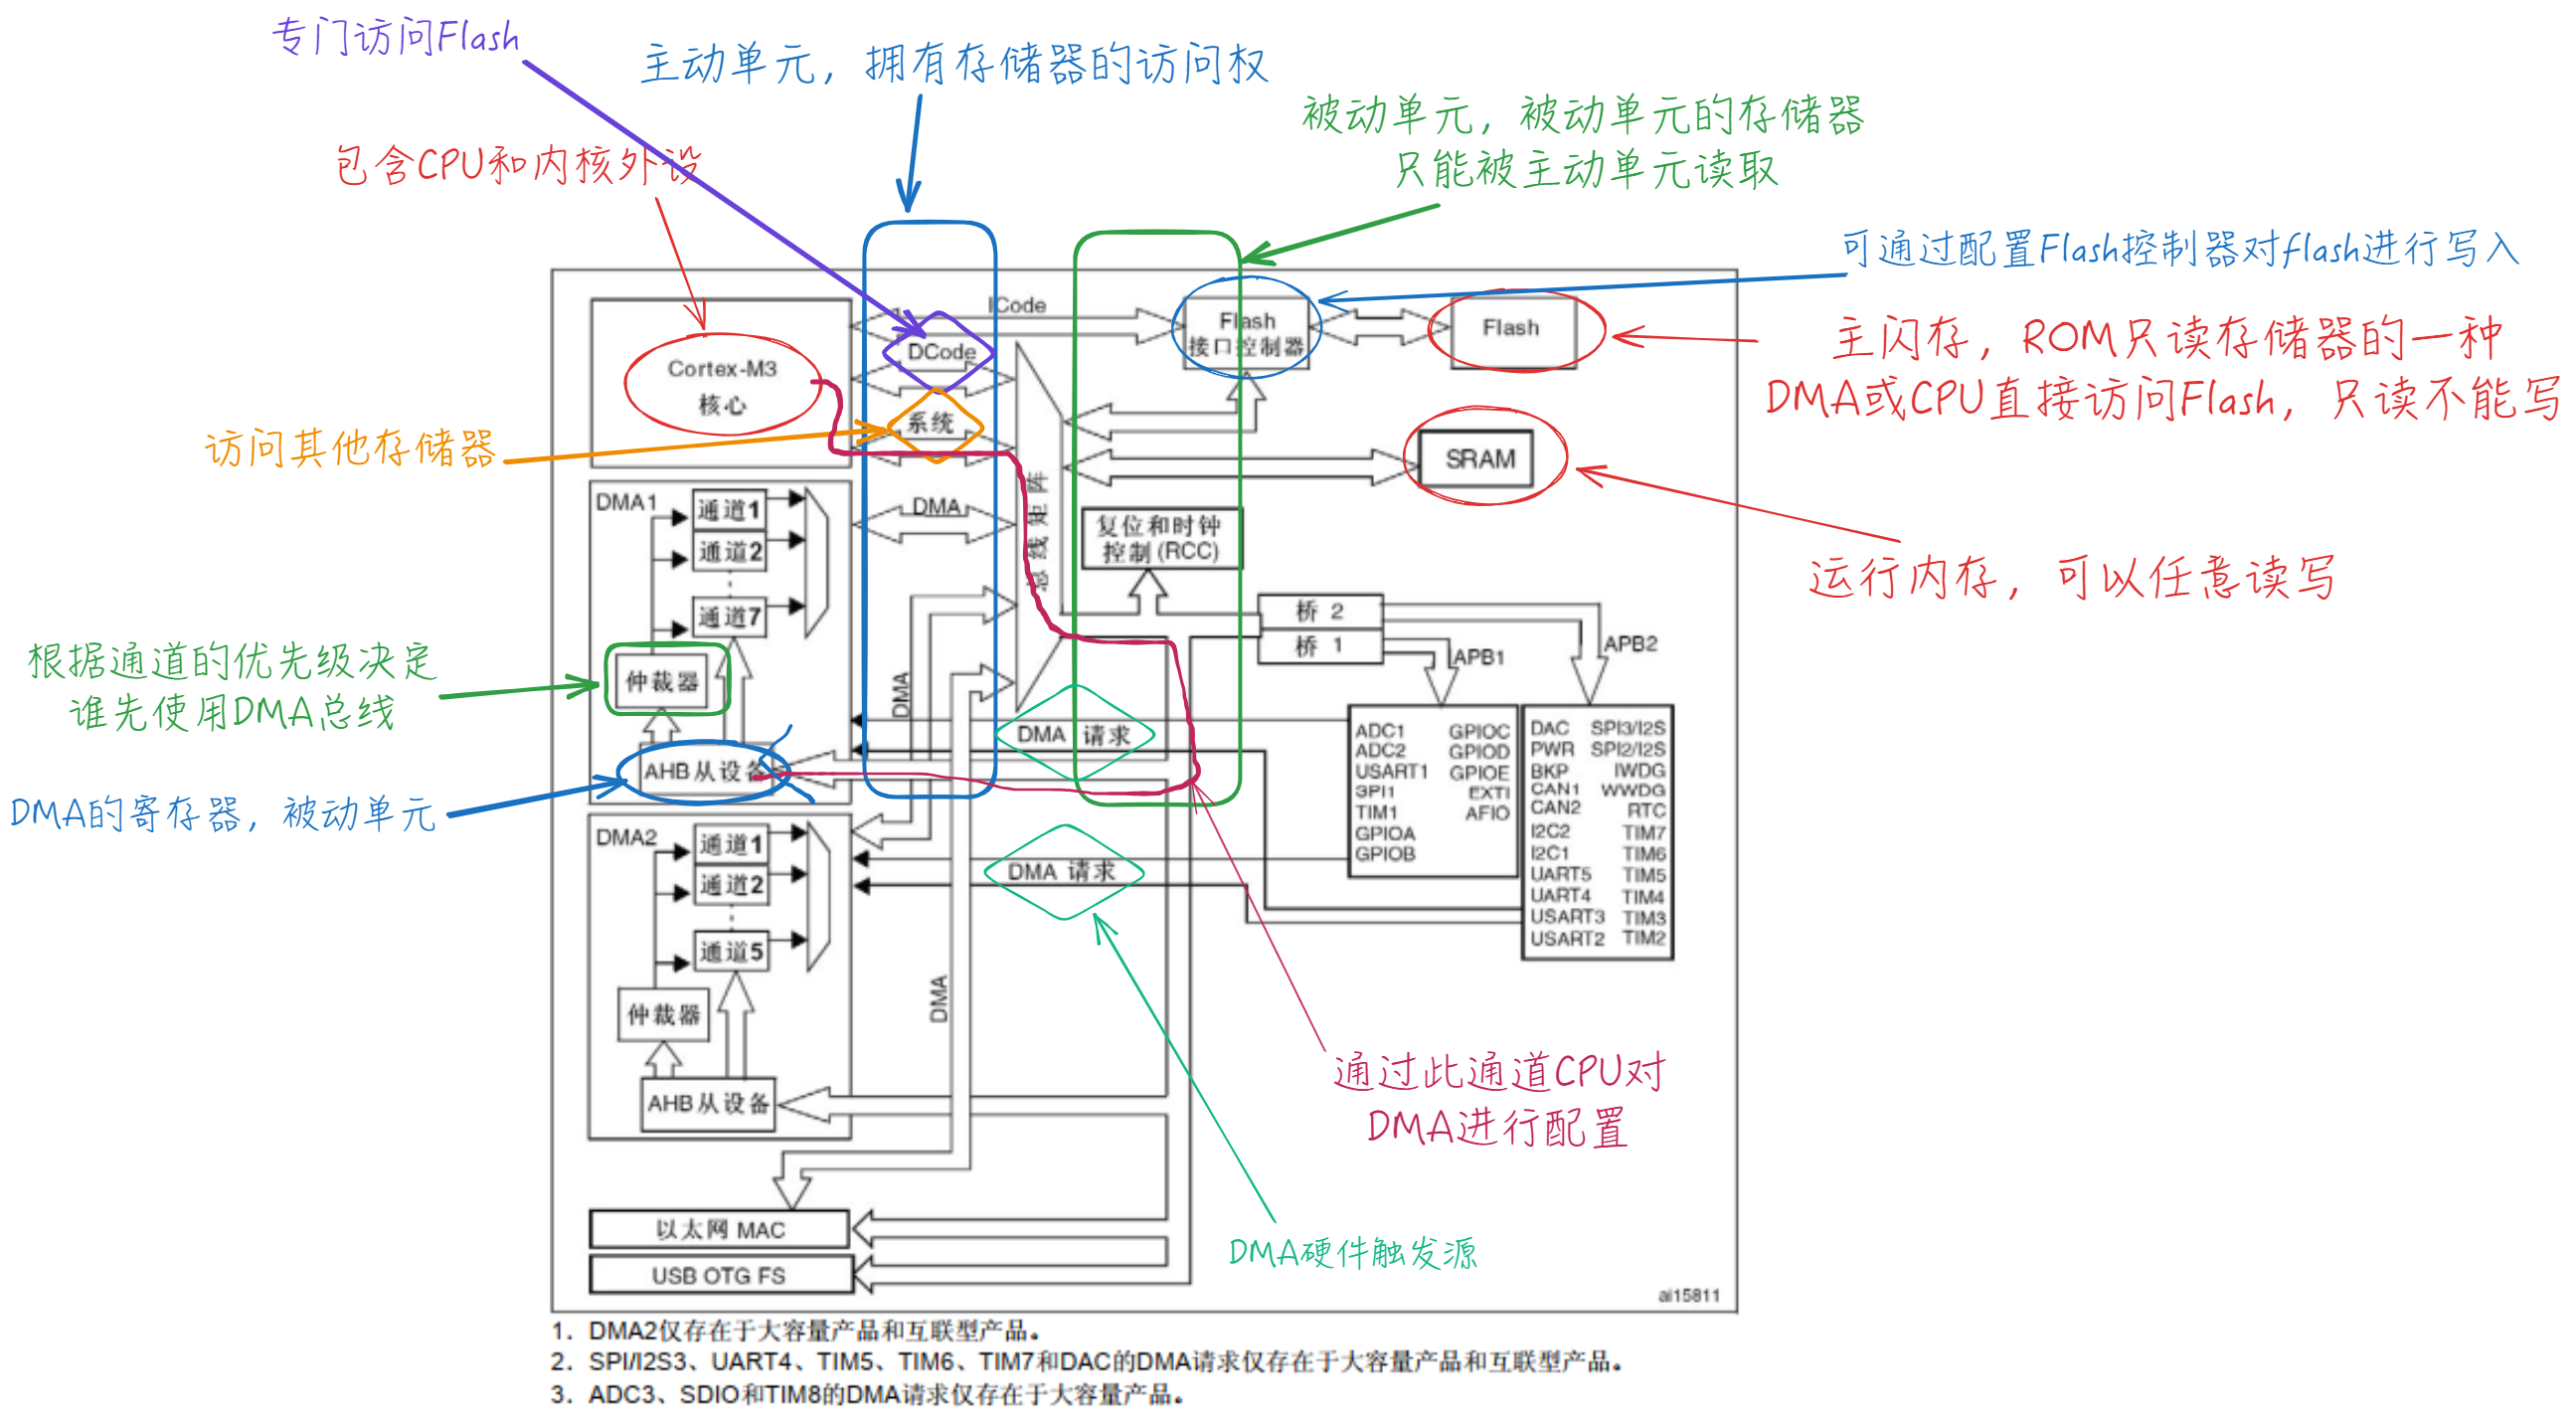 专门访问Flash
主动单元，拥有存储器的访问权
被动单元，被动单元的存储器
只能被主动单元读取
包含CPU和内核外设
可通过配置Flash控制器对flash进行写入
ICode
Flash
接口控制器
Flash
DCode
主闪存，ROM只读存储器的一种
DMA或CPU直接访问Flash，只读不能写
Cortex-M3
核心
系统
访问其他存储器
SRAM
总线矩阵
DMA1
通道1
通道2
通道7
DMA
复位和时钟
控制(RCC)
运行内存，可以任意读写
桥 2
桥 1
APB2
APB1
根据通道的优先级决定
谁先使用DMA总线
仲裁器
DMA
DMA 请求
AHB从设备
DMA的寄存器，被动单元
ADC1 GPIOC
ADC2 GPIOD
USART1 GPIOE
SPI1 EXTI
TIM1 AFIO
GPIOA
GPIOB
DAC SPI3/I2S
PWR SPI2/I2S
BKP IWDG
CAN1 WWDG
CAN2 RTC
I2C2 TIM7
I2C1 TIM6
UART5 TIM5
UART4 TIM4
USART3 TIM3
USART2 TIM2
DMA2
通道1
通道2
通道5
DMA 请求
仲裁器
DMA
AHB从设备
通过此通道CPU对
DMA进行配置
以太网 MAC
USB OTG FS
DMA硬件触发源
ai15811
1. DMA2仅存在于大容量产品和互联型产品。
2. SPI/I2S3、UART4、TIM5、TIM6、TIM7和DAC的DMA请求仅存在于大容量产品和互联型产品。
3. ADC3、SDIO和TIM8的DMA请求仅存在于大容量产品。